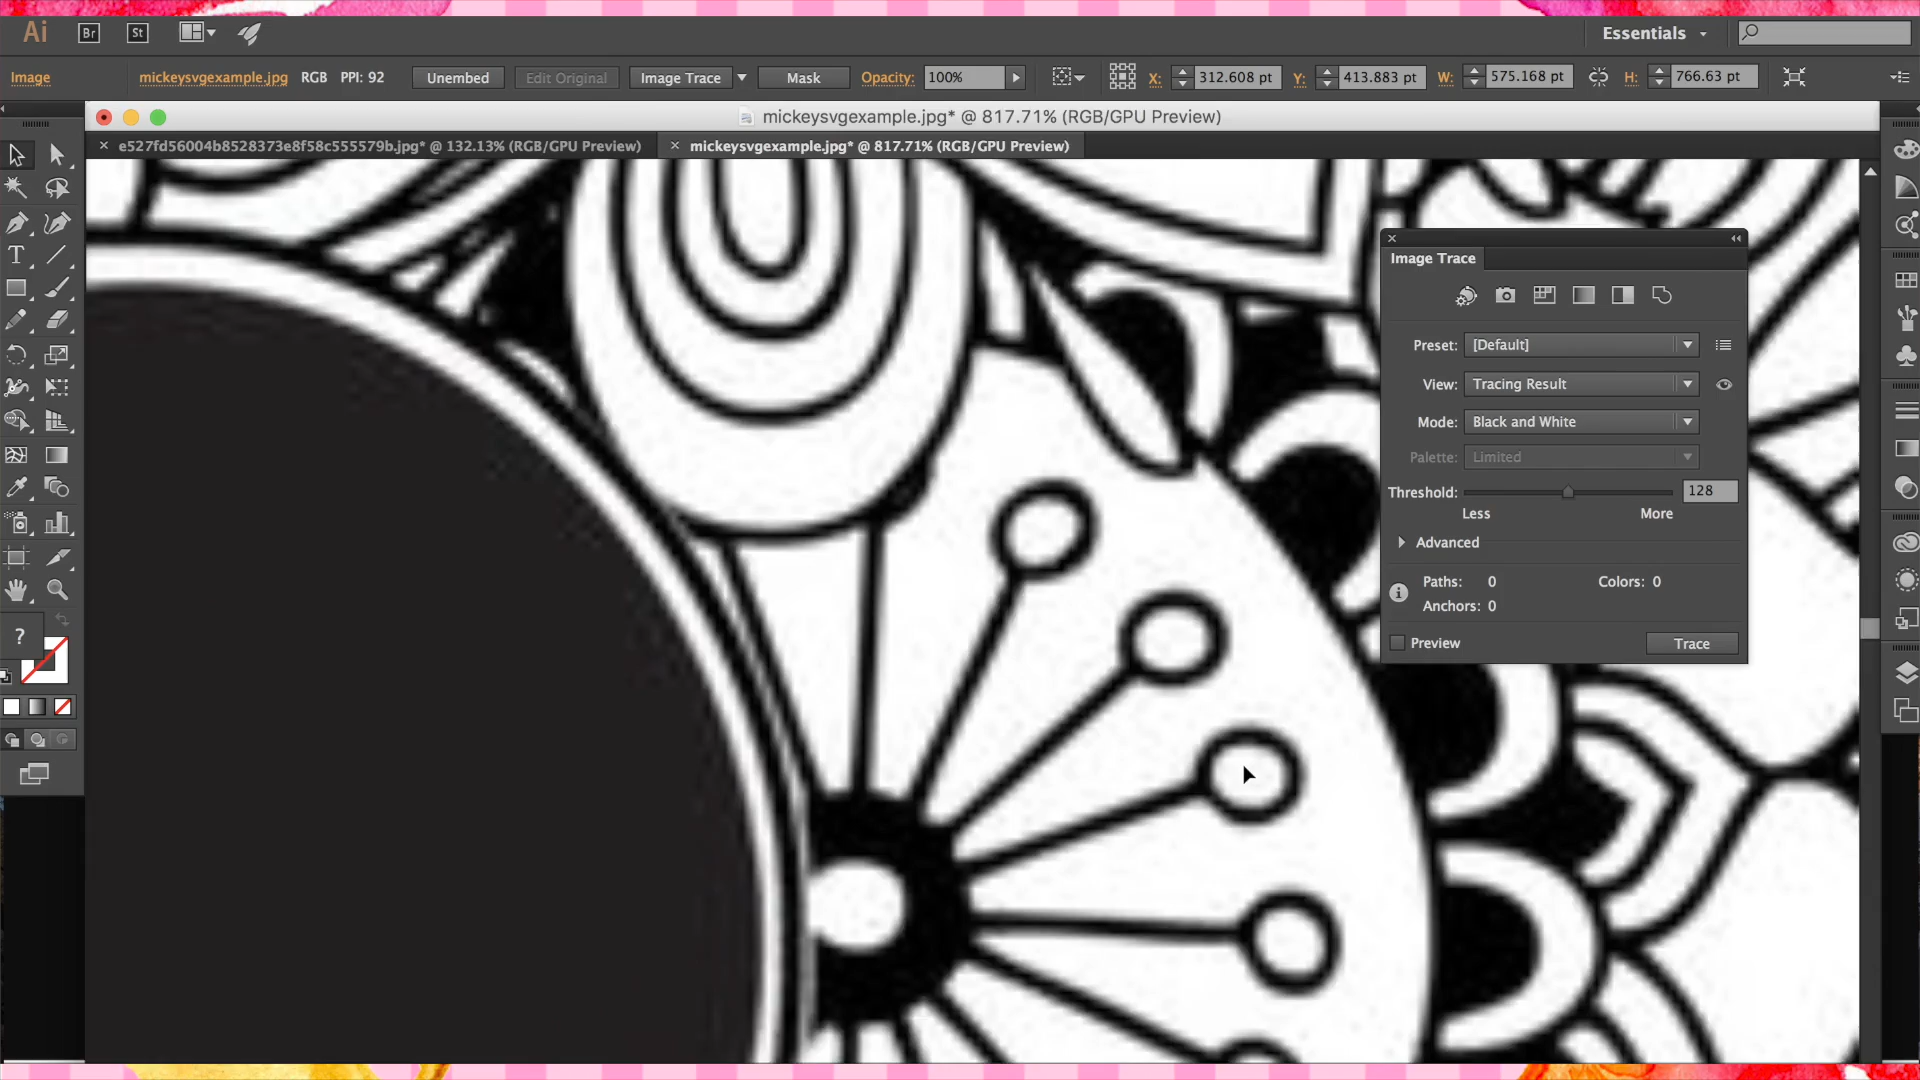 Ai Br St Essentials
Image mickeysvgexample.jpg RGB PPI: 92 Unembed Edit Original Image Trace Mask Opacity: 100% X: 312.608 pt Y: 413.883 pt W: 575.168 pt H: 766.63 pt
mickeysvgexample.jpg* @ 817.71% (RGB/GPU Preview)
e527fd56004b8528373e8f58c555579b.jpg* @ 132.13% (RGB/GPU Preview) mickeysvgexample.jpg* @ 817.71% (RGB/GPU Preview)
T
?
Image Trace
Preset: [Default]
View: Tracing Result
Mode: Black and White
Palette: Limited
Threshold: 128
Less More
Advanced
Paths: 0 Colors: 0
Anchors: 0
Preview Trace